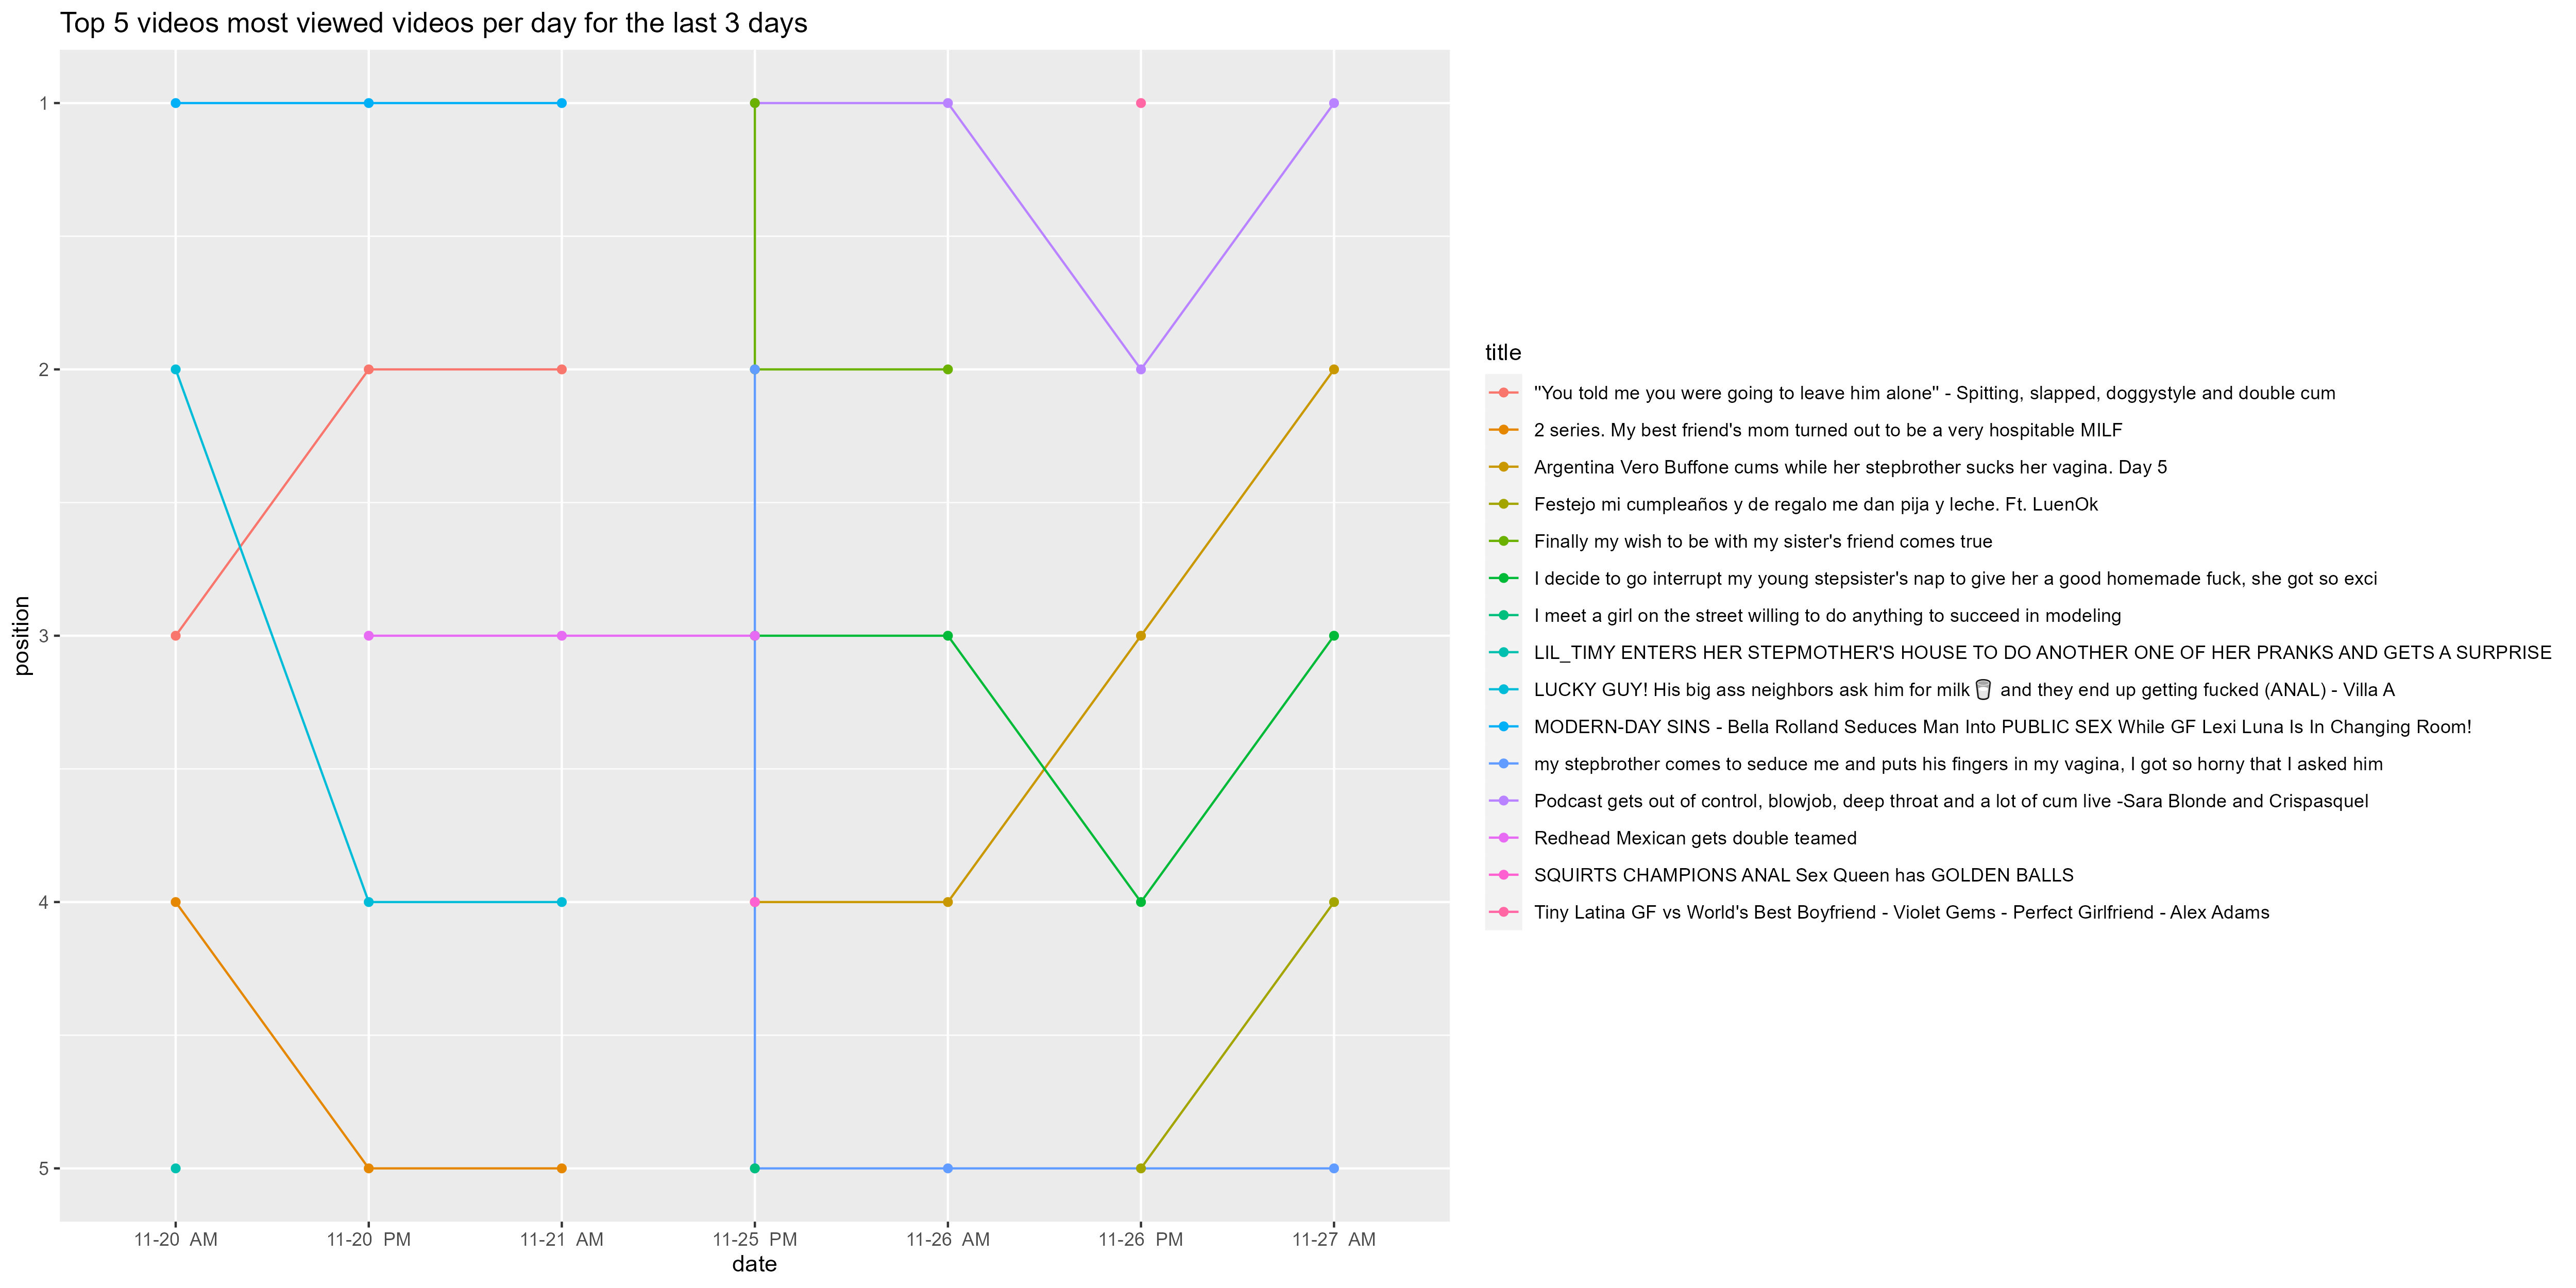 Top 5 videos most viewed videos per day for the last 3 days
position
1
2
3
4
5
11-20 AM
11-20 PM
11-21 AM
11-25 PM
11-26 AM
11-26 PM
11-27 AM
date
title
"You told me you were going to leave him alone" - Spitting, slapped, doggystyle and double cum
2 series. My best friend's mom turned out to be a very hospitable MILF
Argentina Vero Buffone cums while her stepbrother sucks her vagina. Day 5
Festejo mi cumpleaños y de regalo me dan pija y leche. Ft. LuenOk
Finally my wish to be with my sister's friend comes true
I decide to go interrupt my young stepsister's nap to give her a good homemade fuck, she got so exci
I meet a girl on the street willing to do anything to succeed in modeling
LIL_TIMY ENTERS HER STEPMOTHER'S HOUSE TO DO ANOTHER ONE OF HER PRANKS AND GETS A SURPRISE
LUCKY GUY! His big ass neighbors ask him for milk🥛 and they end up getting fucked (ANAL) - Villa A
MODERN-DAY SINS - Bella Rolland Seduces Man Into PUBLIC SEX While GF Lexi Luna Is In Changing Room!
my stepbrother comes to seduce me and puts his fingers in my vagina, I got so horny that I asked him
Podcast gets out of control, blowjob, deep throat and a lot of cum live -Sara Blonde and Crispasquel
Redhead Mexican gets double teamed
SQUIRTS CHAMPIONS ANAL Sex Queen has GOLDEN BALLS
Tiny Latina GF vs World's Best Boyfriend - Violet Gems - Perfect Girlfriend - Alex Adams